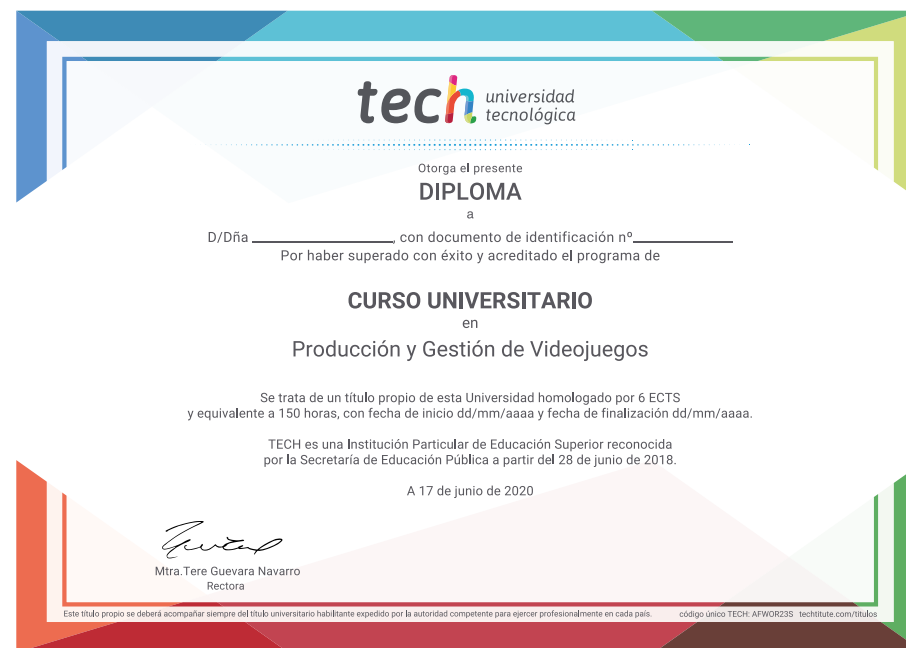 tech universidad
tecnológica
Otorga el presente
DIPLOMA
a
D/Dña ____________, con documento de identificación nº____________
Por haber superado con éxito y acreditado el programa de
CURSO UNIVERSITARIO
en
Producción y Gestión de Videojuegos
Se trata de un título propio de esta Universidad homologado por 6 ECTS
y equivalente a 150 horas, con fecha de inicio dd/mm/aaaa y fecha de finalización dd/mm/aaaa.
TECH es una Institución Particular de Educación Superior reconocida
por la Secretaría de Educación Pública a partir del 28 de junio de 2018.
A 17 de junio de 2020
Mtra.Tere Guevara Navarro
Rectora
Este título propio se deberá acompañar siempre del título universitario habilitante expedido por la autoridad competente para ejercer profesionalmente en cada país. código único TECH: AFWOR23S techtitute.com/titulos